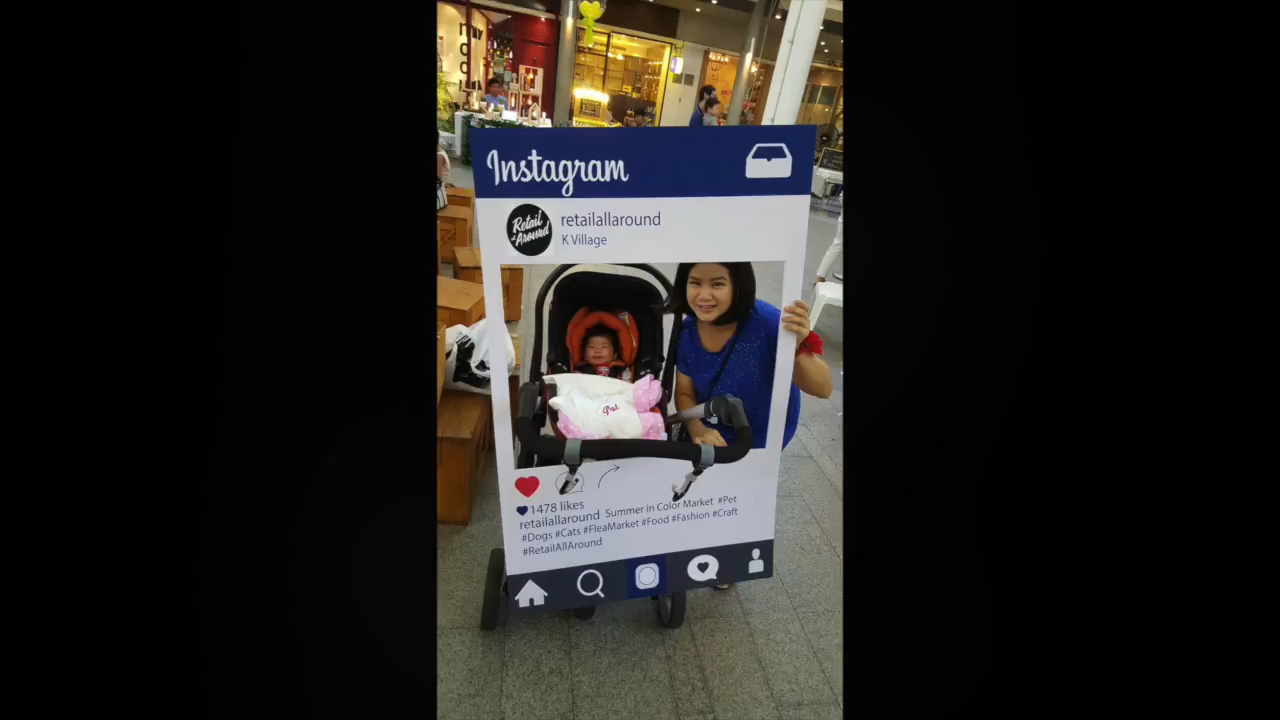 Instagram
Retail
Around
retailallaround
K Village
Pet
1478 likes
retailallaround Summer in Color Market #Pet
#Dogs #Cats #FleaMarket #Food #Fashion #Craft
#RetailAllAround